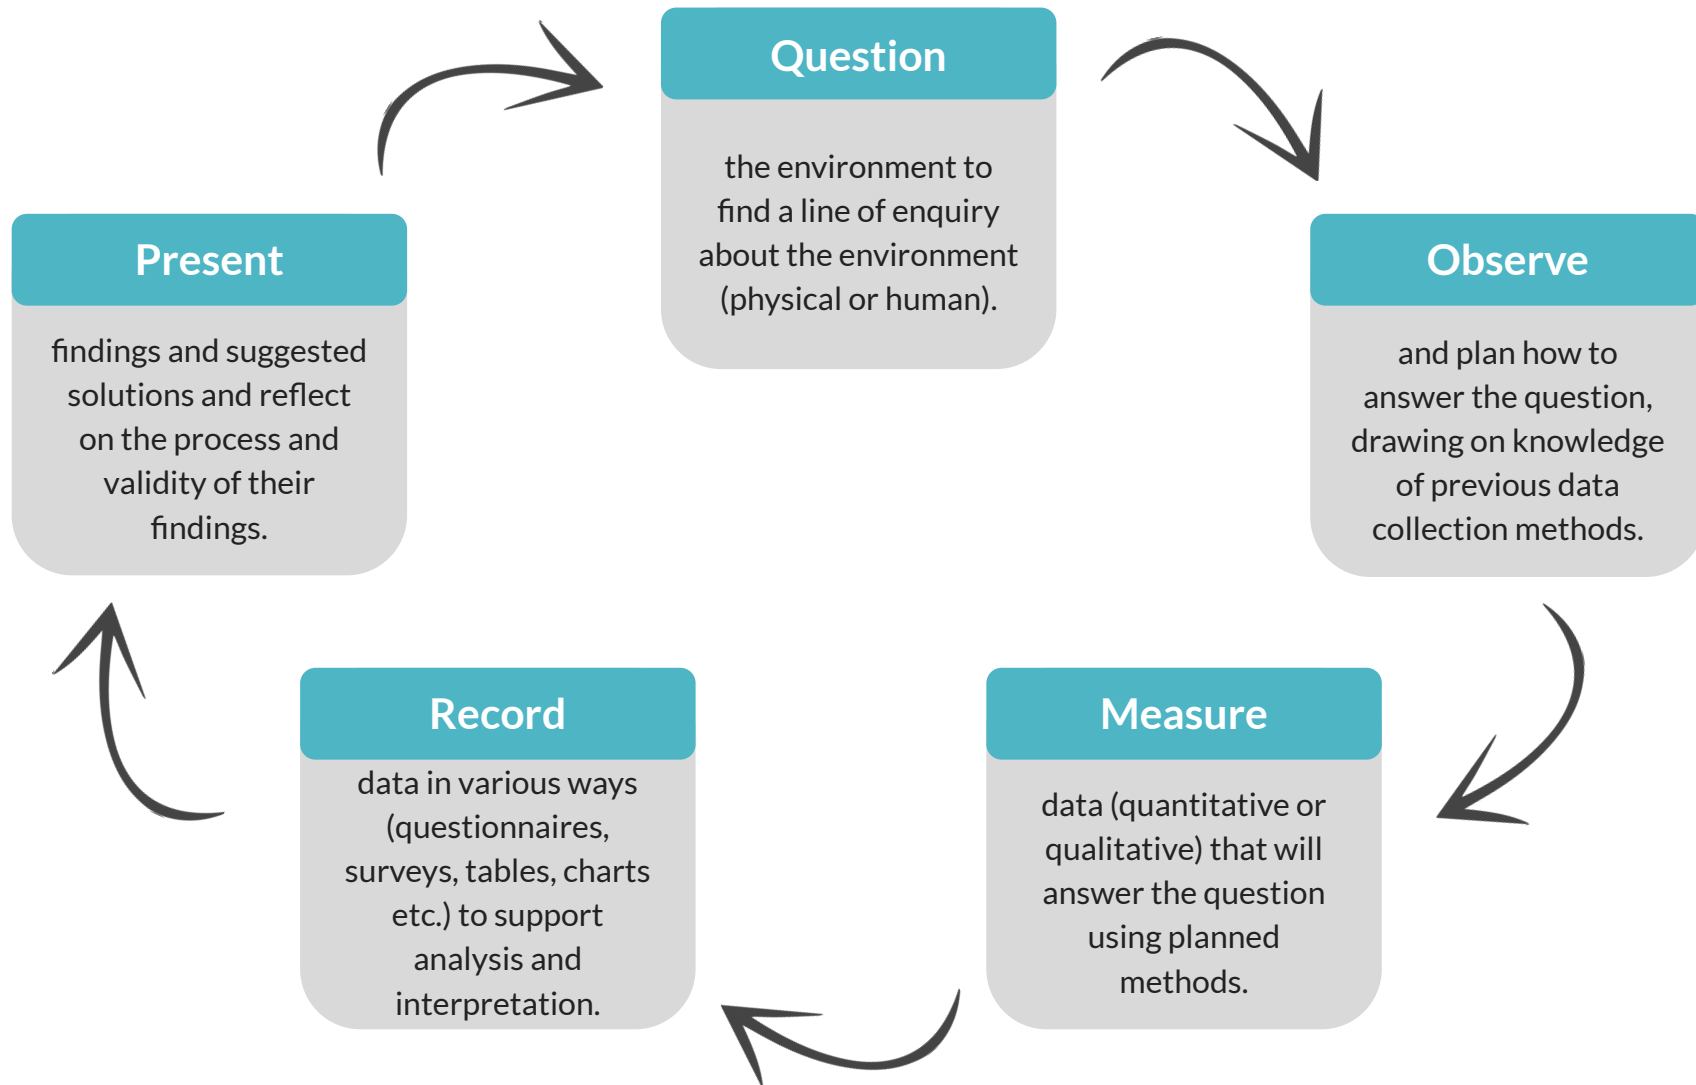 Question
the environment to
find a line of enquiry
about the environment
(physical or human).
Observe
and plan how to
answer the question,
drawing on knowledge
of previous data
collection methods.
Measure
data (quantitative or
qualitative) that will
answer the question
using planned
methods.
Record
data in various ways
(questionnaires,
surveys, tables, charts
etc.) to support
analysis and
interpretation.
Present
findings and suggested
solutions and reflect
on the process and
validity of their
findings.